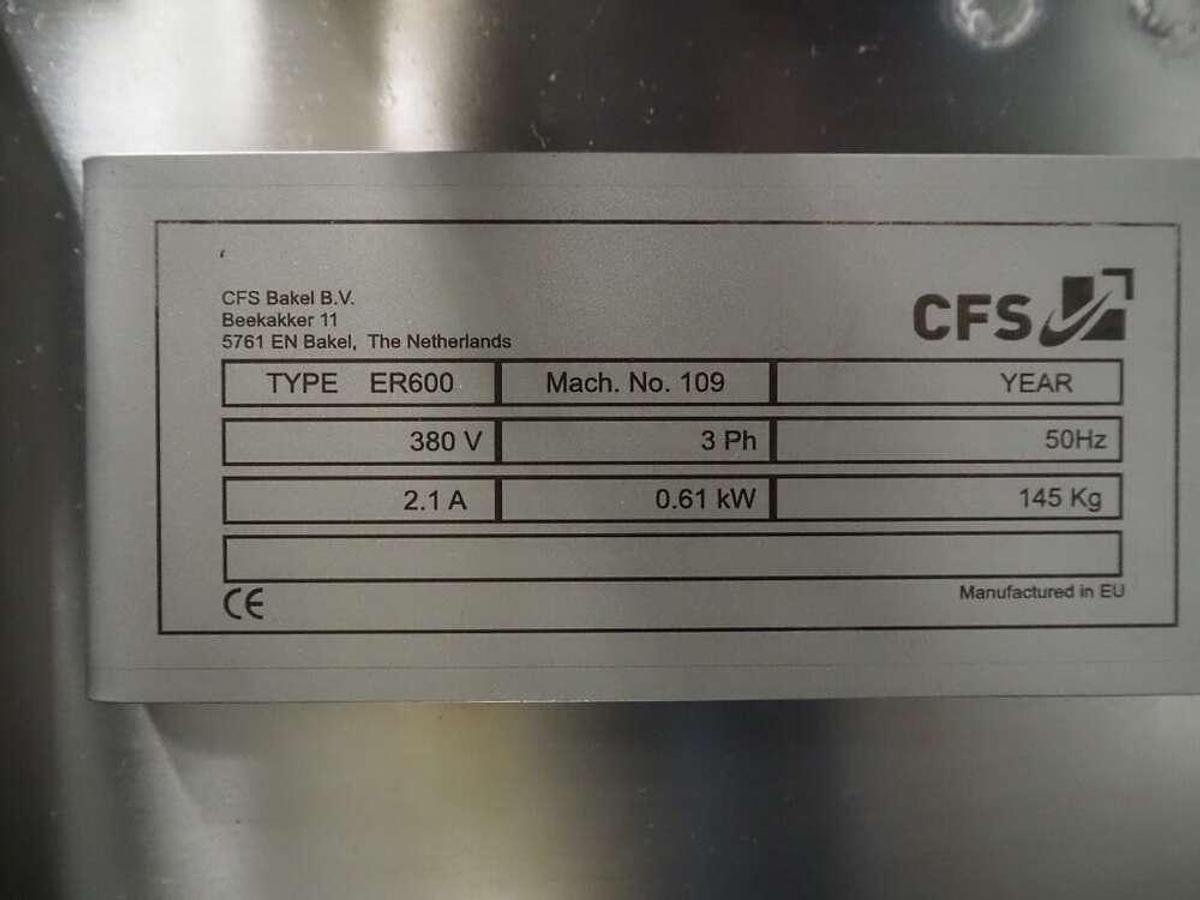 CFS Bakel B.V.
Beekakker 11
5761 EN Bakel, The Netherlands
CFS
TYPE ER600 Mach. No. 109 YEAR
380 V 3 Ph 50Hz
2.1 A 0.61 kW 145 Kg
CE
Manufactured in EU